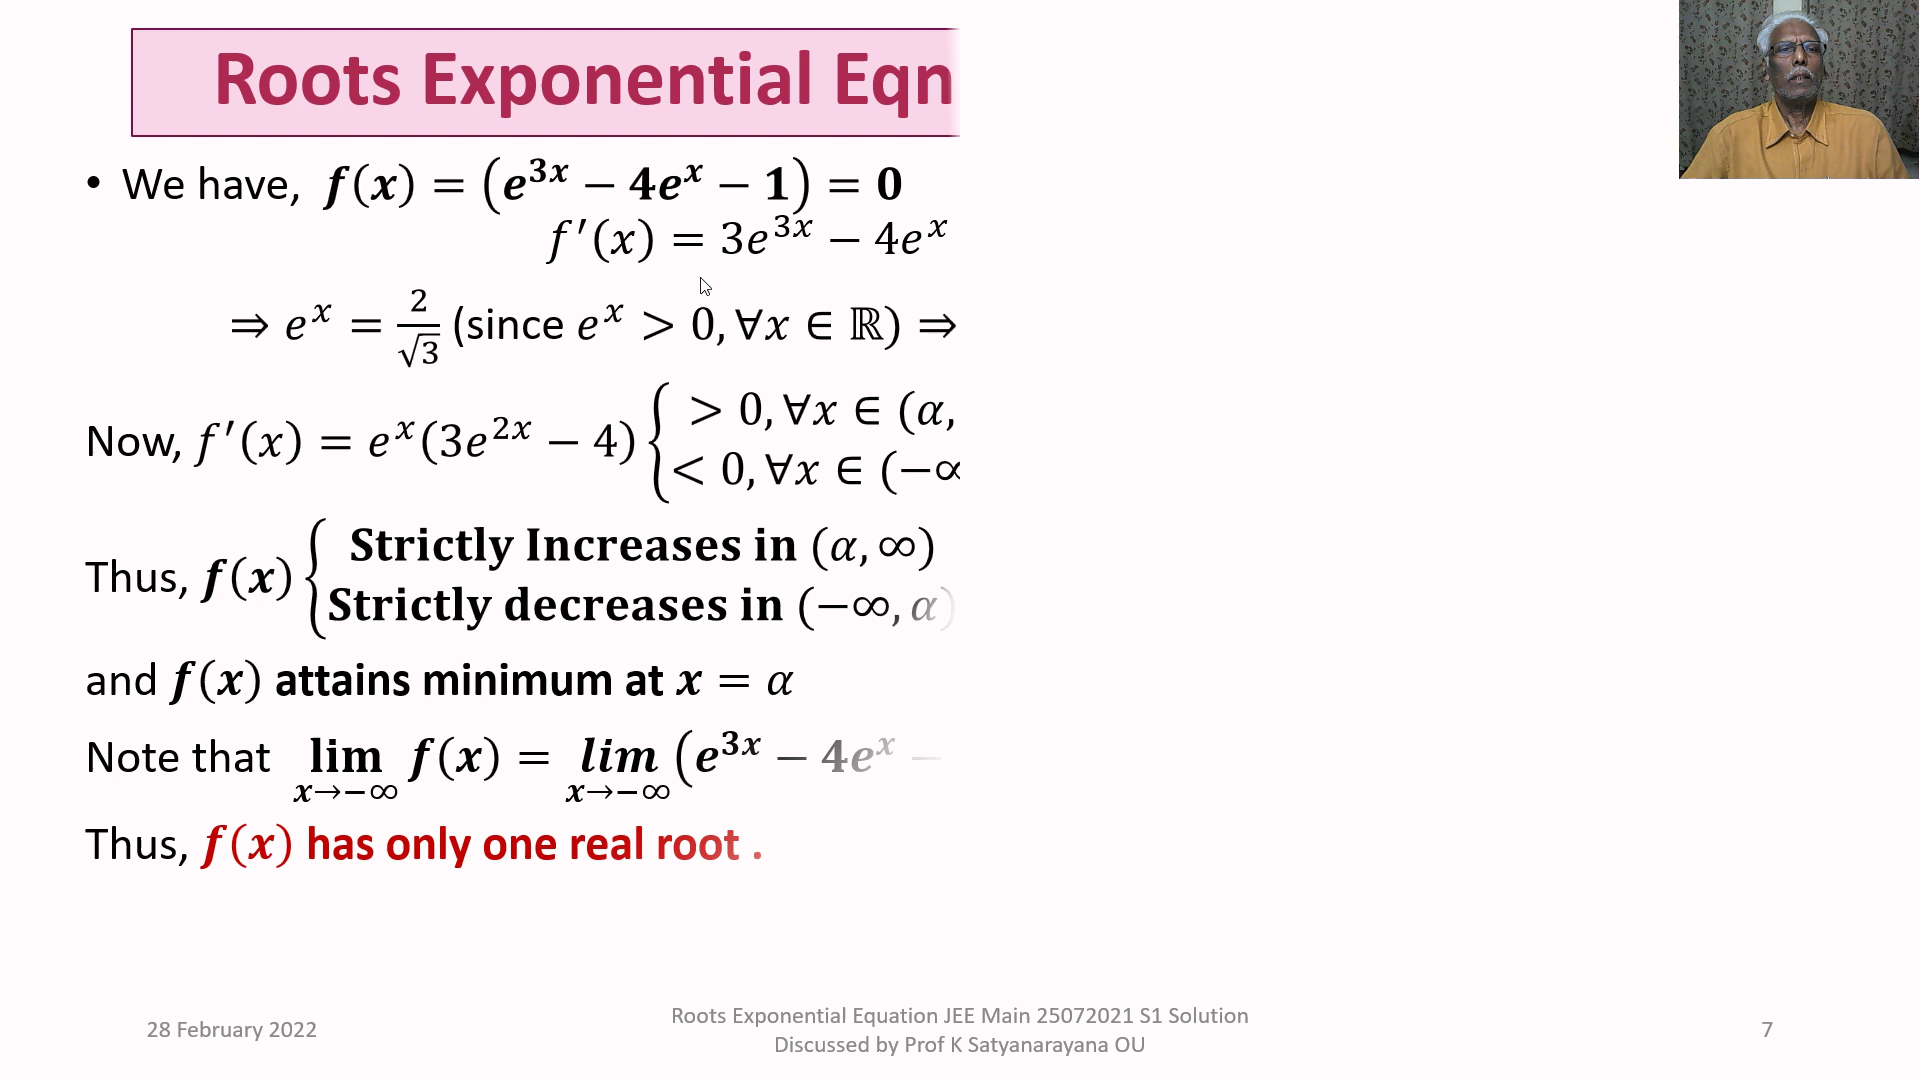 Roots Exponential Eqn
• We have, f(x) = (e^{3x} − 4e^x − 1) = 0
f′(x) = 3e^{3x} − 4e^x
⇒ e^x = 2/√3 (since e^x > 0, ∀x ∈ ℝ) ⇒
Now, f′(x) = e^x(3e^{2x} − 4) { > 0, ∀x ∈ (α,
< 0, ∀x ∈ (−∞
Thus, f(x) { Strictly Increases in (α, ∞)
Strictly decreases in (−∞, α)
and f(x) attains minimum at x = α
Note that lim_{x→−∞} f(x) = lim_{x→−∞} (e^{3x} − 4e^x −
Thus, f(x) has only one real root .
28 February 2022
Roots Exponential Equation JEE Main 25072021 S1 Solution
Discussed by Prof K Satyanarayana OU
7